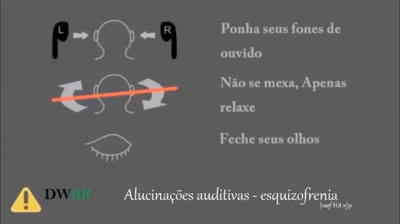 L R
Ponha seus fones de
ouvido
Não se mexa, Apenas
relaxe
Feche seus olhos
DWBR
Alucinações auditivas - esquizofrenia